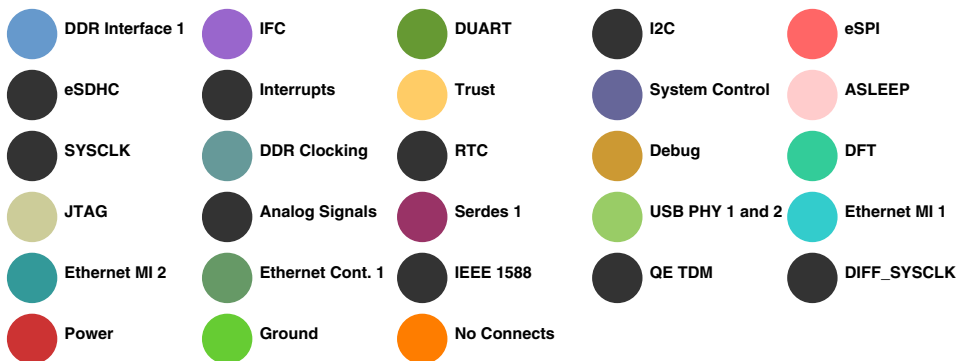 DDR Interface 1
IFC
DUART
I2C
eSPI
eSDHC
Interrupts
Trust
System Control
ASLEEP
SYSCLK
DDR Clocking
RTC
Debug
DFT
JTAG
Analog Signals
Serdes 1
USB PHY 1 and 2
Ethernet MI 1
Ethernet MI 2
Ethernet Cont. 1
IEEE 1588
QE TDM
DIFF_SYSCLK
Power
Ground
No Connects